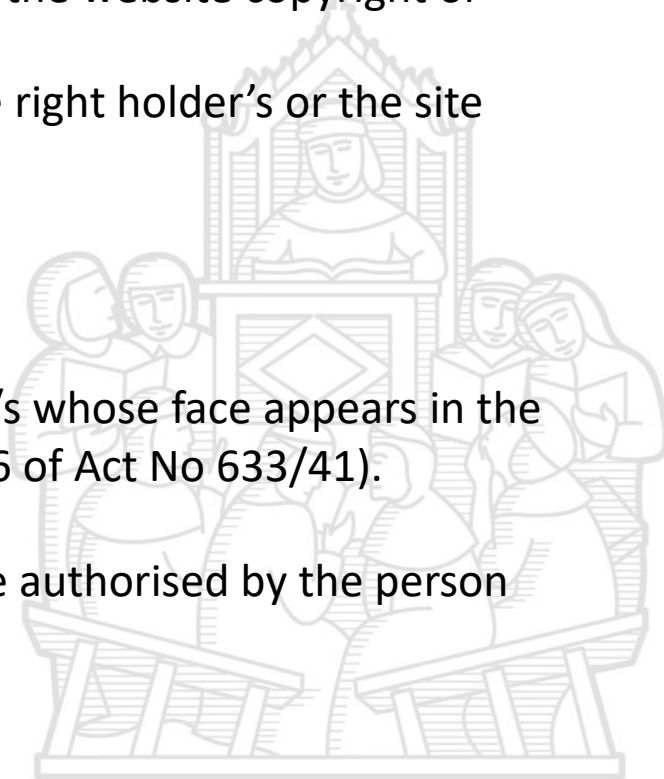 the website copyright or
right holder's or the site
/s whose face appears in the
6 of Act No 633/41).
authorised by the person